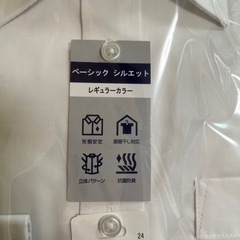 ベーシック シルエット
レギュラーカラー
形態安定
部屋干し対応
立体パターン
抗菌防臭
24